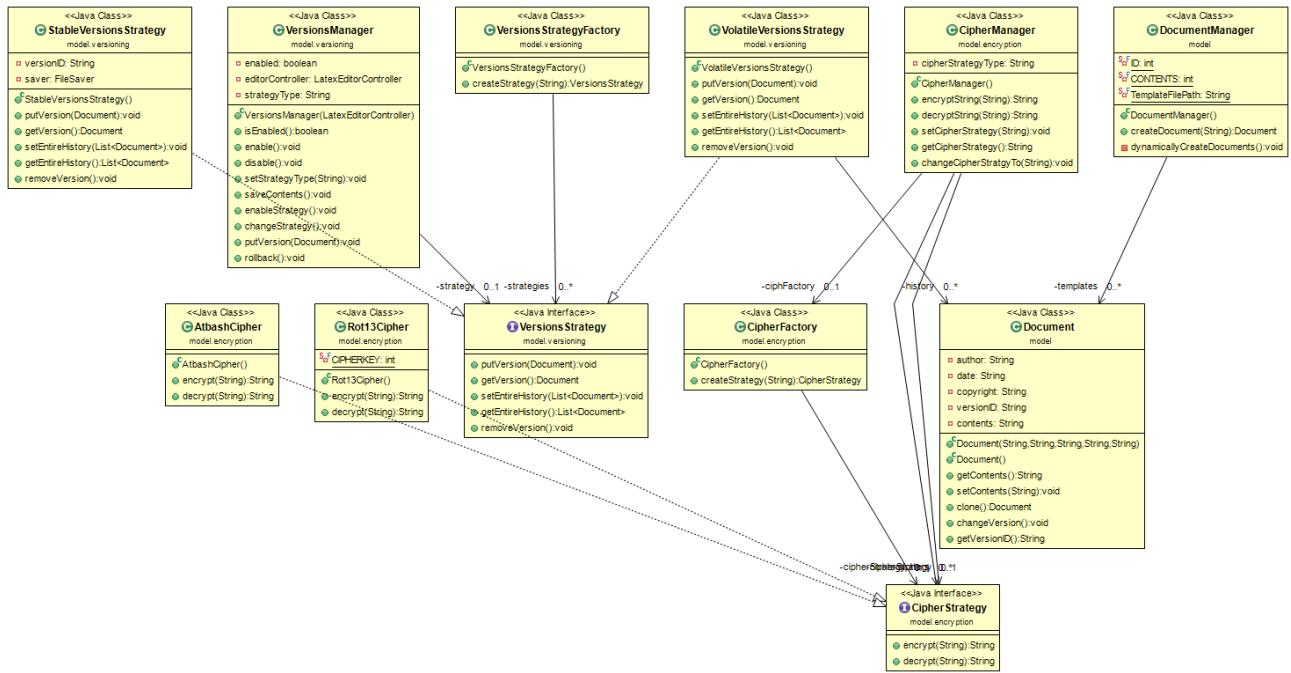 <<Java Class>>
StableVersionsStrategy
model.versioning
versionID: String
saver: FileSaver
StableVersionsStrategy()
putVersion(Document):void
getVersion():Document
setEntireHistory(List<Document>):void
getEntireHistory():List<Document>
removeVersion():void
<<Java Class>>
VersionsManager
model.versioning
enabled: boolean
editorController: LatexEditorController
strategyType: String
VersionsManager(LatexEditorController)
isEnabled():boolean
enable():void
disable():void
setStrategyType(String):void
saveContents():void
enableStrategy():void
changeStrategy():void
putVersion(Document):void
rollback():void
<<Java Class>>
VersionsStrategyFactory
model.versioning
VersionsStrategyFactory()
createStrategy(String):VersionsStrategy
<<Java Class>>
VolatileVersionsStrategy
model.versioning
VolatileVersionsStrategy()
putVersion(Document):void
getVersion():Document
setEntireHistory(List<Document>):void
getEntireHistory():List<Document>
removeVersion():void
<<Java Class>>
CipherManager
model.encryption
cipherStrategyType: String
CipherManager()
encryptString(String):String
decryptString(String):String
setCipherStrategy(String):void
getCipherStrategy():String
changeCipherStratgyTo(String):void
<<Java Class>>
DocumentManager
model
ID: int
CONTENTS: int
TemplateFilePath: String
DocumentManager()
createDocument(String):Document
dynamicallyCreateDocuments():void
-strategy 0..1
-strategies 0..*
-ciphFactory 0..1
-history 0..*
-templates 0..*
<<Java Class>>
AtbashCipher
model.encryption
AtbashCipher()
encrypt(String):String
decrypt(String):String
<<Java Class>>
Rot13Cipher
model.encryption
CIPHERKEY: int
Rot13Cipher()
encrypt(String):String
decrypt(String):String
<<Java Interface>>
VersionsStrategy
model.versioning
putVersion(Document):void
getVersion():Document
setEntireHistory(List<Document>):void
getEntireHistory():List<Document>
removeVersion():void
<<Java Class>>
CipherFactory
model.encryption
CipherFactory()
createStrategy(String):CipherStrategy
<<Java Class>>
Document
model
author: String
date: String
copyright: String
versionID: String
contents: String
Document(String,String,String,String,String)
Document()
getContents():String
setContents(String):void
clone():Document
changeVersion():void
getVersionID():String
<<Java Interface>>
CipherStrategy
model.encryption
encrypt(String):String
decrypt(String):String